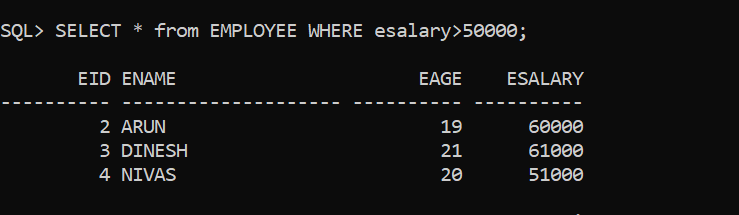 SQL> SELECT * from EMPLOYEE WHERE esalary>50000;
EID ENAME EAGE ESALARY
---------- -------------------- ---------- ----------
2 ARUN 19 60000
3 DINESH 21 61000
4 NIVAS 20 51000